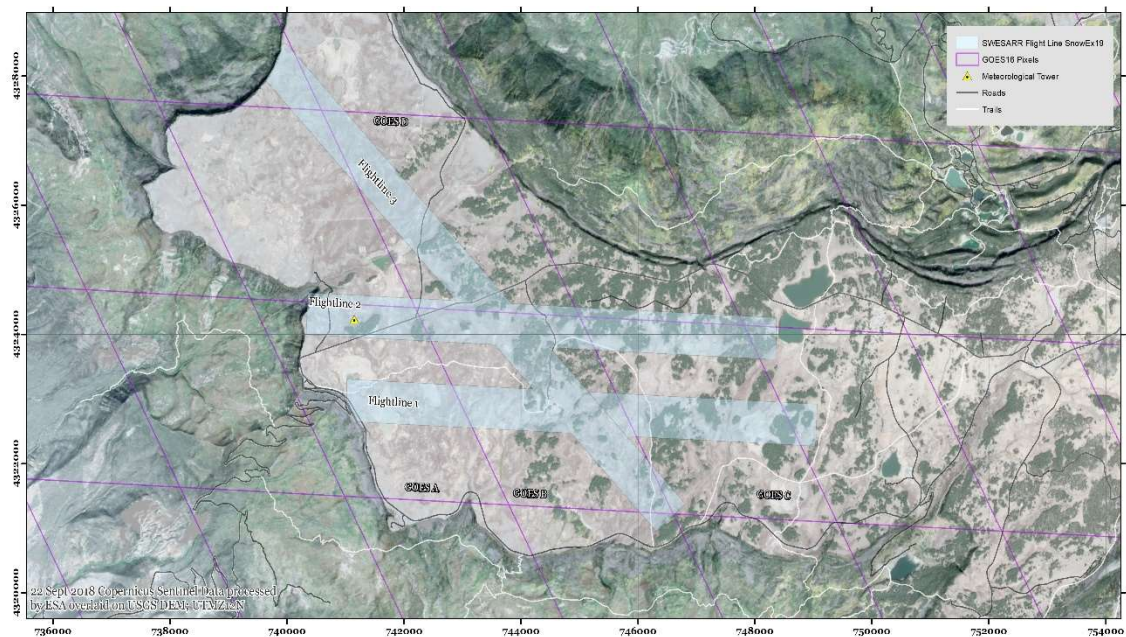 SWESARR Flight Line SnowEx19
GOES16 Pixels
Meteorological Tower
Roads
Trails
GOES D
Flightline 3
Flightline 2
Flightline 1
GOES A
GOES B
GOES C
22 Sept 2018 Copernicus Sentinel Data processed
by ESA overlaid on USGS DEM; UTMZ12N
4328000
4326000
4324000
4322000
4320000
736000 738000 740000 742000 744000 746000 748000 750000 752000 754000